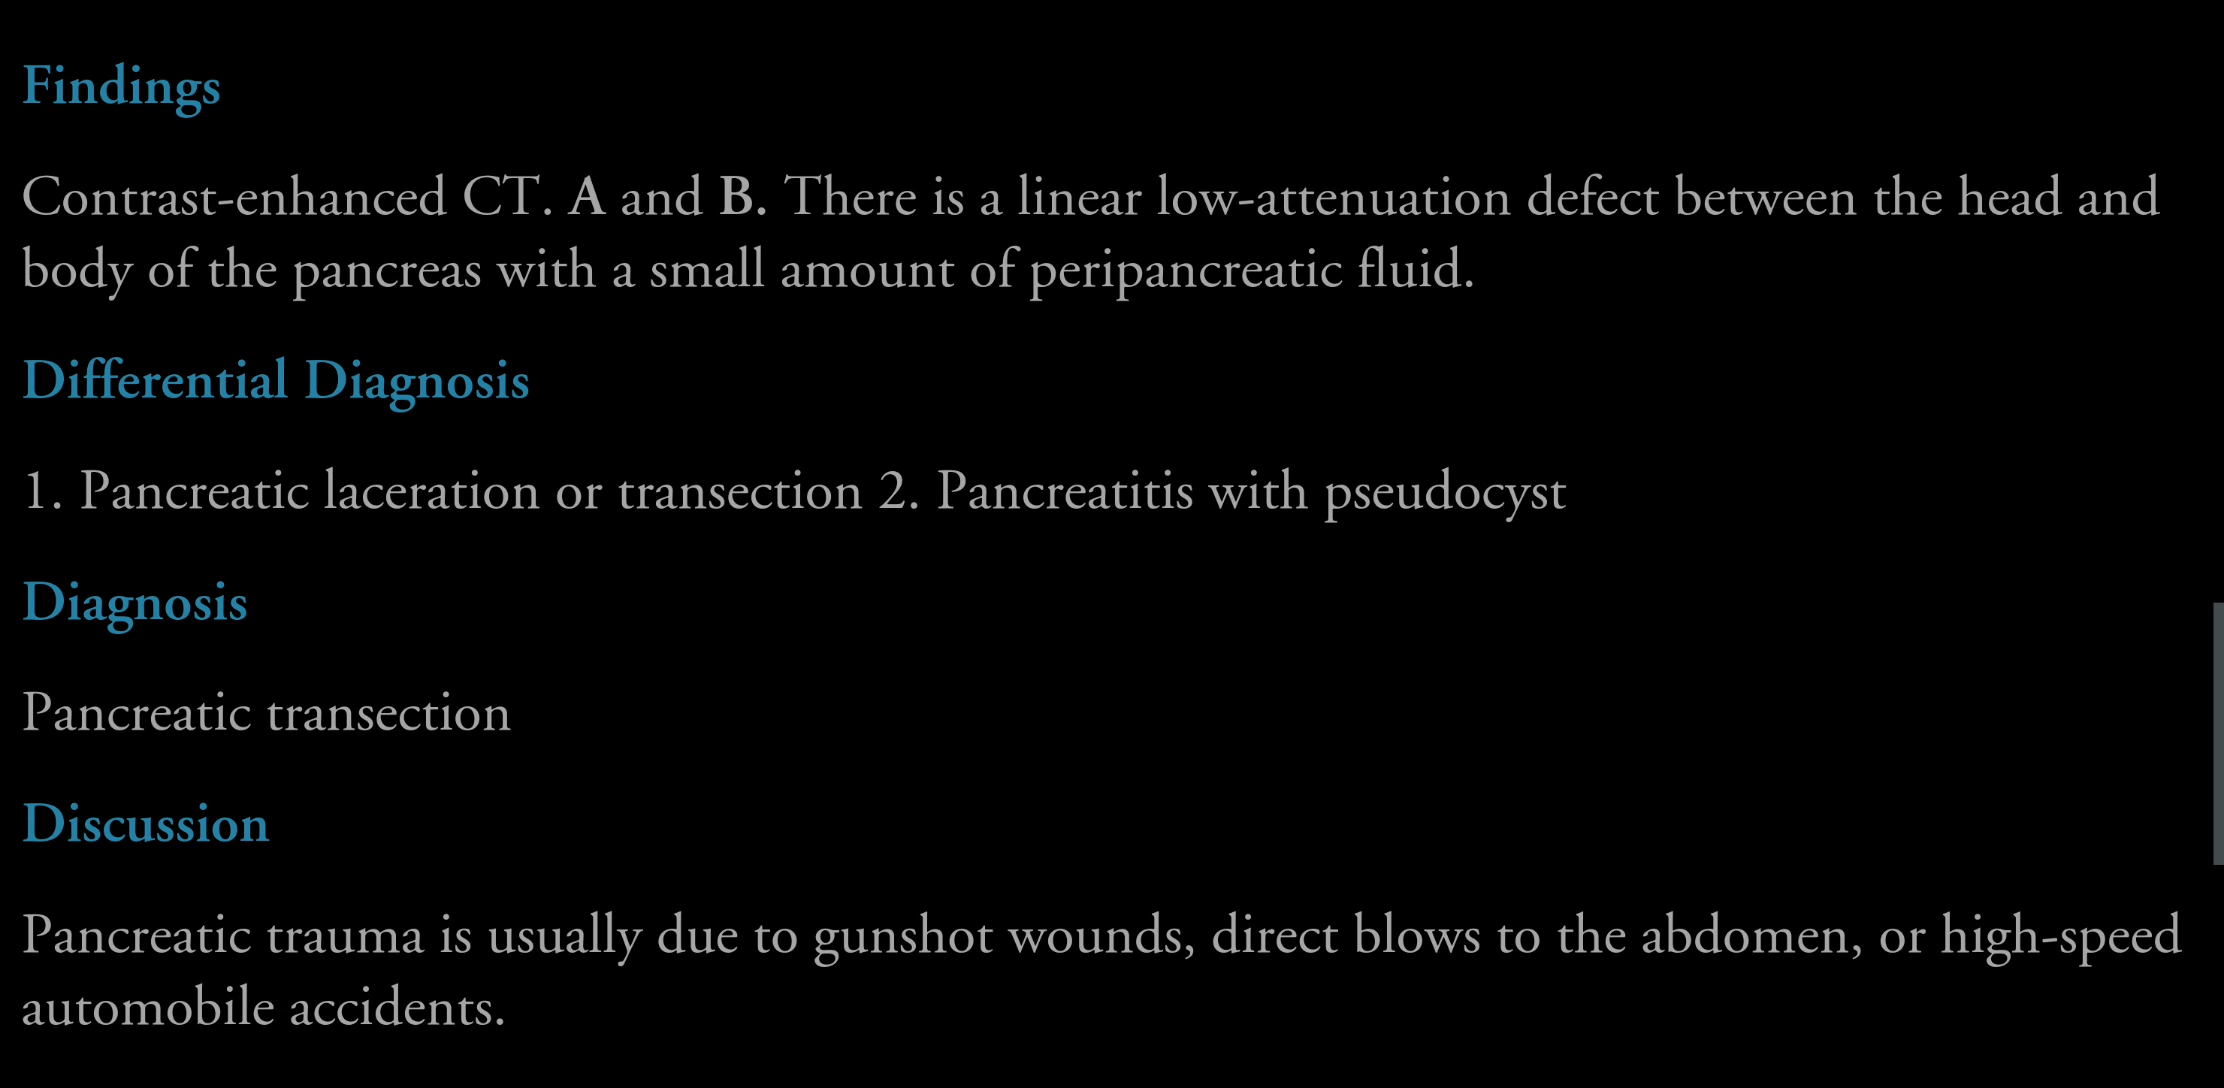 Findings
Contrast-enhanced CT. A and B. There is a linear low-attenuation defect between the head and
body of the pancreas with a small amount of peripancreatic fluid.
Differential Diagnosis
1. Pancreatic laceration or transection 2. Pancreatitis with pseudocyst
Diagnosis
Pancreatic transection
Discussion
Pancreatic trauma is usually due to gunshot wounds, direct blows to the abdomen, or high-speed
automobile accidents.